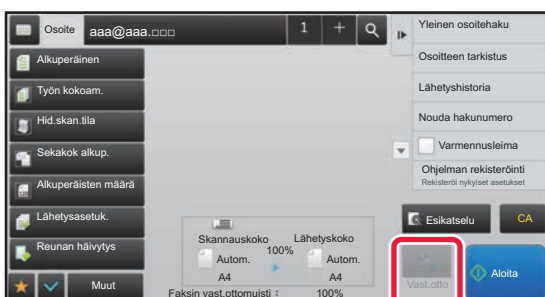 Osoite aaa@aaa.□□□ 1 +
Alkuperäinen
Työn kokoam.
Hid.skan.tila
Sekakok alkup.
Alkuperäisten määrä
Lähetysasetuk.
Reunan häivytys
Muut
Skannauskoko 100% Lähetyskoko
Autom. Autom.
A4 A4
Faksin vast.ottomuisti : 100%
Yleinen osoitehaku
Osoitteen tarkistus
Lähetyshistoria
Nouda hakunumero
Varmennusleima
Ohjelman rekisteröinti
Rekisteröi nykyiset asetukset
Esikatselu CA
Vast.otto Aloita